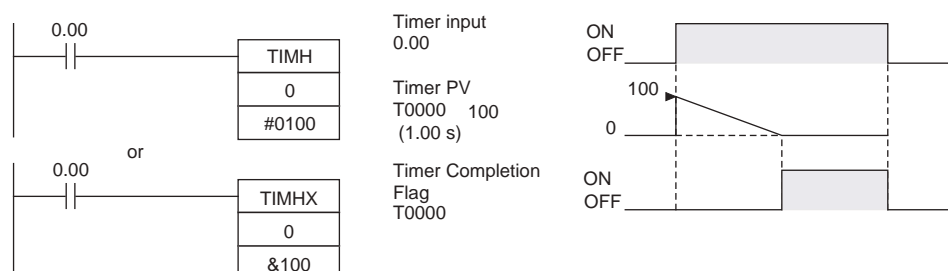 0.00
TIMH
0
#0100
or
0.00
TIMHX
0
&100
Timer input
0.00
Timer PV
T0000 100
(1.00 s)
Timer Completion
Flag
T0000
ON
OFF
100
0
ON
OFF